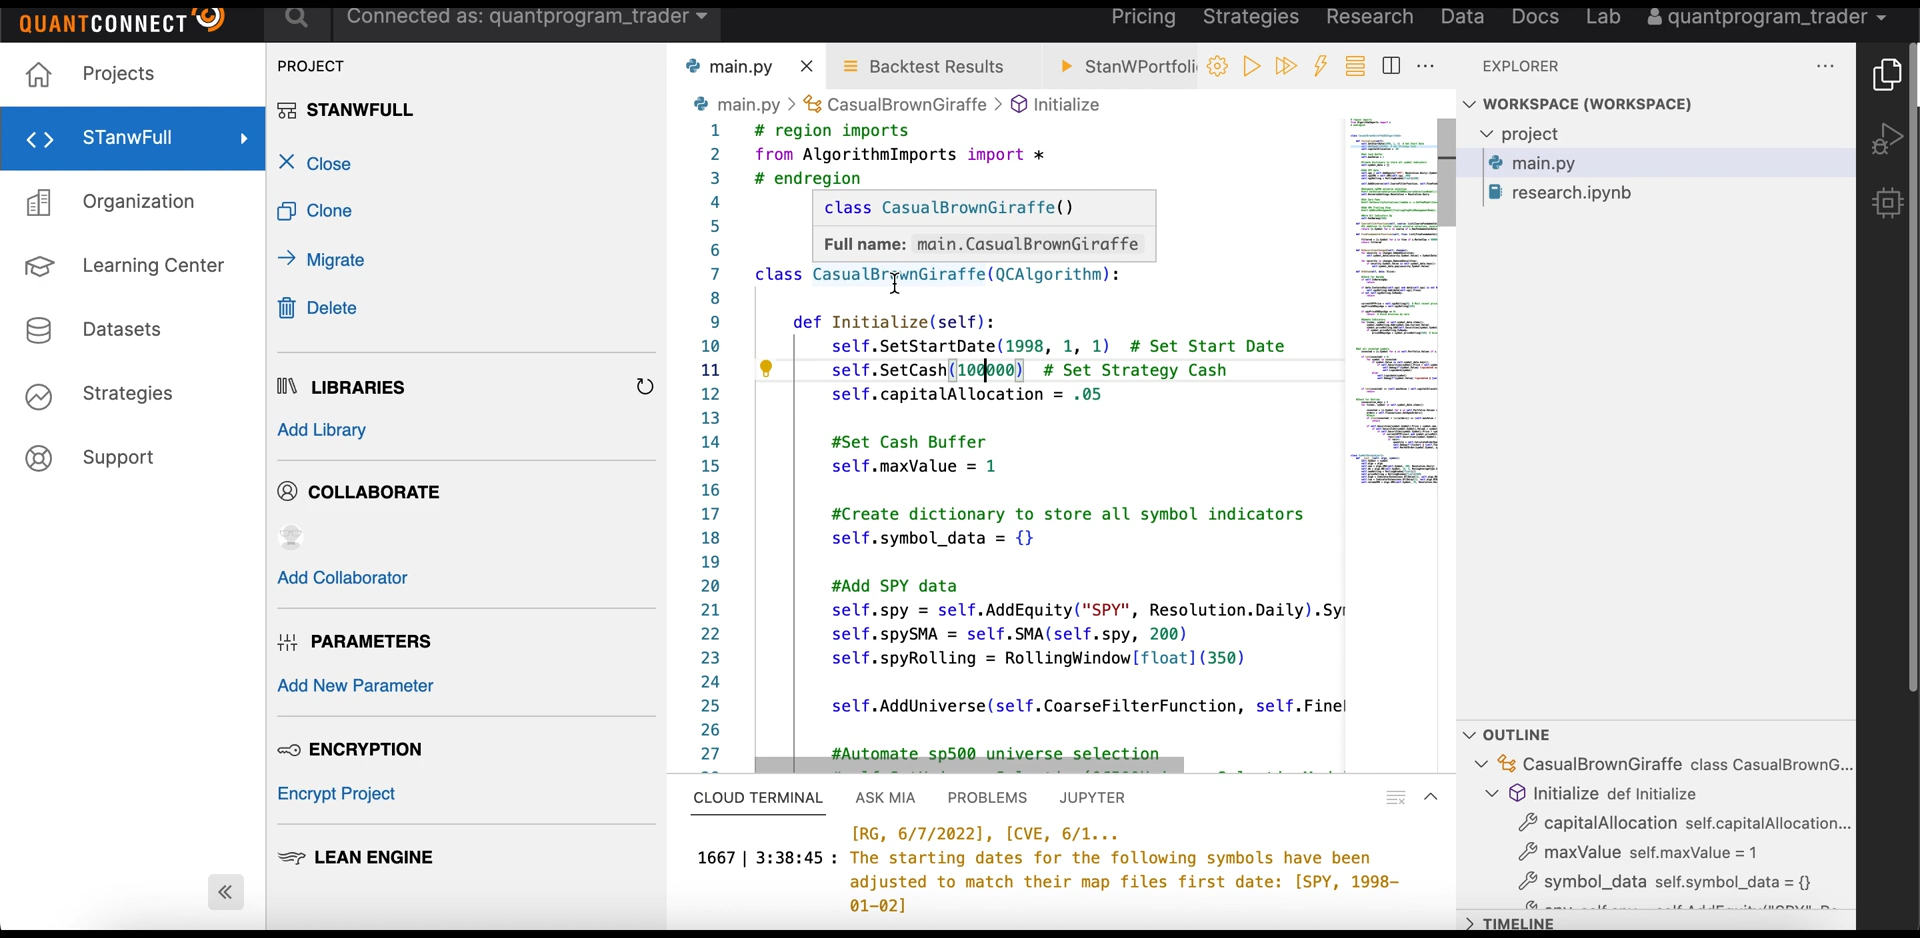 QUANTCONNECT
Connected as: quantprogram_trader
Pricing Strategies Research Data Docs Lab quantprogram_trader
Projects
STanwFull
Organization
Learning Center
Datasets
Strategies
Support
PROJECT
STANWFULL
Close
Clone
Migrate
Delete
LIBRARIES
Add Library
COLLABORATE
Add Collaborator
PARAMETERS
Add New Parameter
ENCRYPTION
Encrypt Project
LEAN ENGINE
main.py Backtest Results StanWPortfoli
main.py > CasualBrownGiraffe > Initialize
1 # region imports
2 from AlgorithmImports import *
3 # endregion
4
class CasualBrownGiraffe()
5
Full name: main.CasualBrownGiraffe
6
7 class CasualBrownGiraffe(QCAlgorithm):
8
9 def Initialize(self):
10 self.SetStartDate(1998, 1, 1) # Set Start Date
11 self.SetCash(100000) # Set Strategy Cash
12 self.capitalAllocation = .05
13
14 #Set Cash Buffer
15 self.maxValue = 1
16
17 #Create dictionary to store all symbol indicators
18 self.symbol_data = {}
19
20 #Add SPY data
21 self.spy = self.AddEquity("SPY", Resolution.Daily).Sy
22 self.spySMA = self.SMA(self.spy, 200)
23 self.spyRolling = RollingWindow[float](350)
24
25 self.AddUniverse(self.CoarseFilterFunction, self.Fine
26
27 #Automate sp500 universe selection
CLOUD TERMINAL ASK MIA PROBLEMS JUPYTER
[RG, 6/7/2022], [CVE, 6/1...
1667 | 3:38:45 : The starting dates for the following symbols have been
adjusted to match their map files first date: [SPY, 1998-
01-02]
EXPLORER
WORKSPACE (WORKSPACE)
project
main.py
research.ipynb
OUTLINE
CasualBrownGiraffe class CasualBrownG...
Initialize def Initialize
capitalAllocation self.capitalAllocation...
maxValue self.maxValue = 1
symbol_data self.symbol_data = {}
TIMELINE